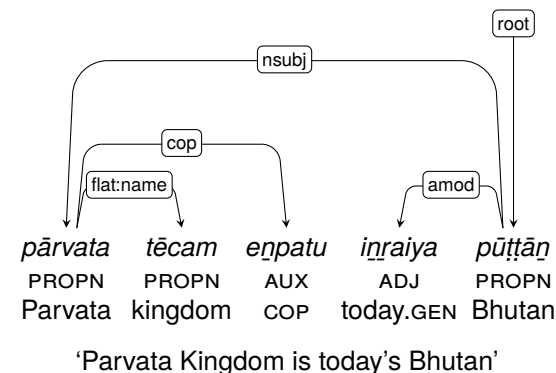 root
nsubj
cop
flat:name amod
pārvata tēcam eṉpatu iṉṟaiya pūṭṭāṉ
PROPN PROPN AUX ADJ PROPN
Parvata kingdom COP today.GEN Bhutan
‘Parvata Kingdom is today’s Bhutan’